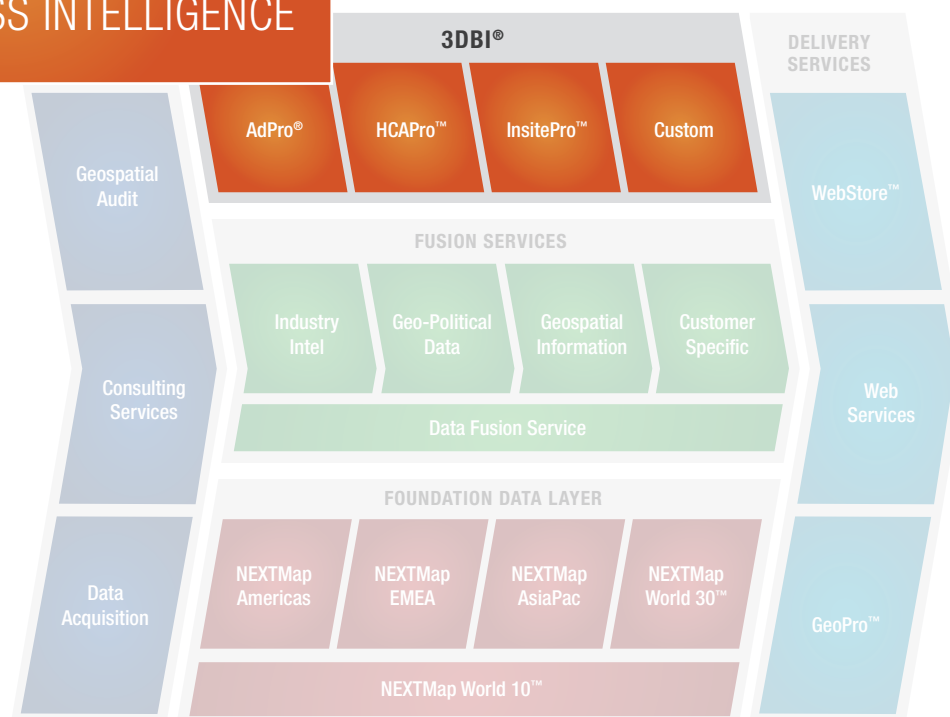 INTELLIGENCE
3DBI®
DELIVERY
SERVICES
AdPro®
HCAPro™
InsitePro™
Custom
Geospatial
Audit
WebStore™
FUSION SERVICES
Industry
Intel
Geo-Political
Data
Geospatial
Information
Customer
Specific
Consulting
Services
Web
Services
Data Fusion Service
FOUNDATION DATA LAYER
NEXTMap
Americas
NEXTMap
EMEA
NEXTMap
AsiaPac
NEXTMap
World 30™
Data
Acquisition
GeoPro™
NEXTMap World 10™